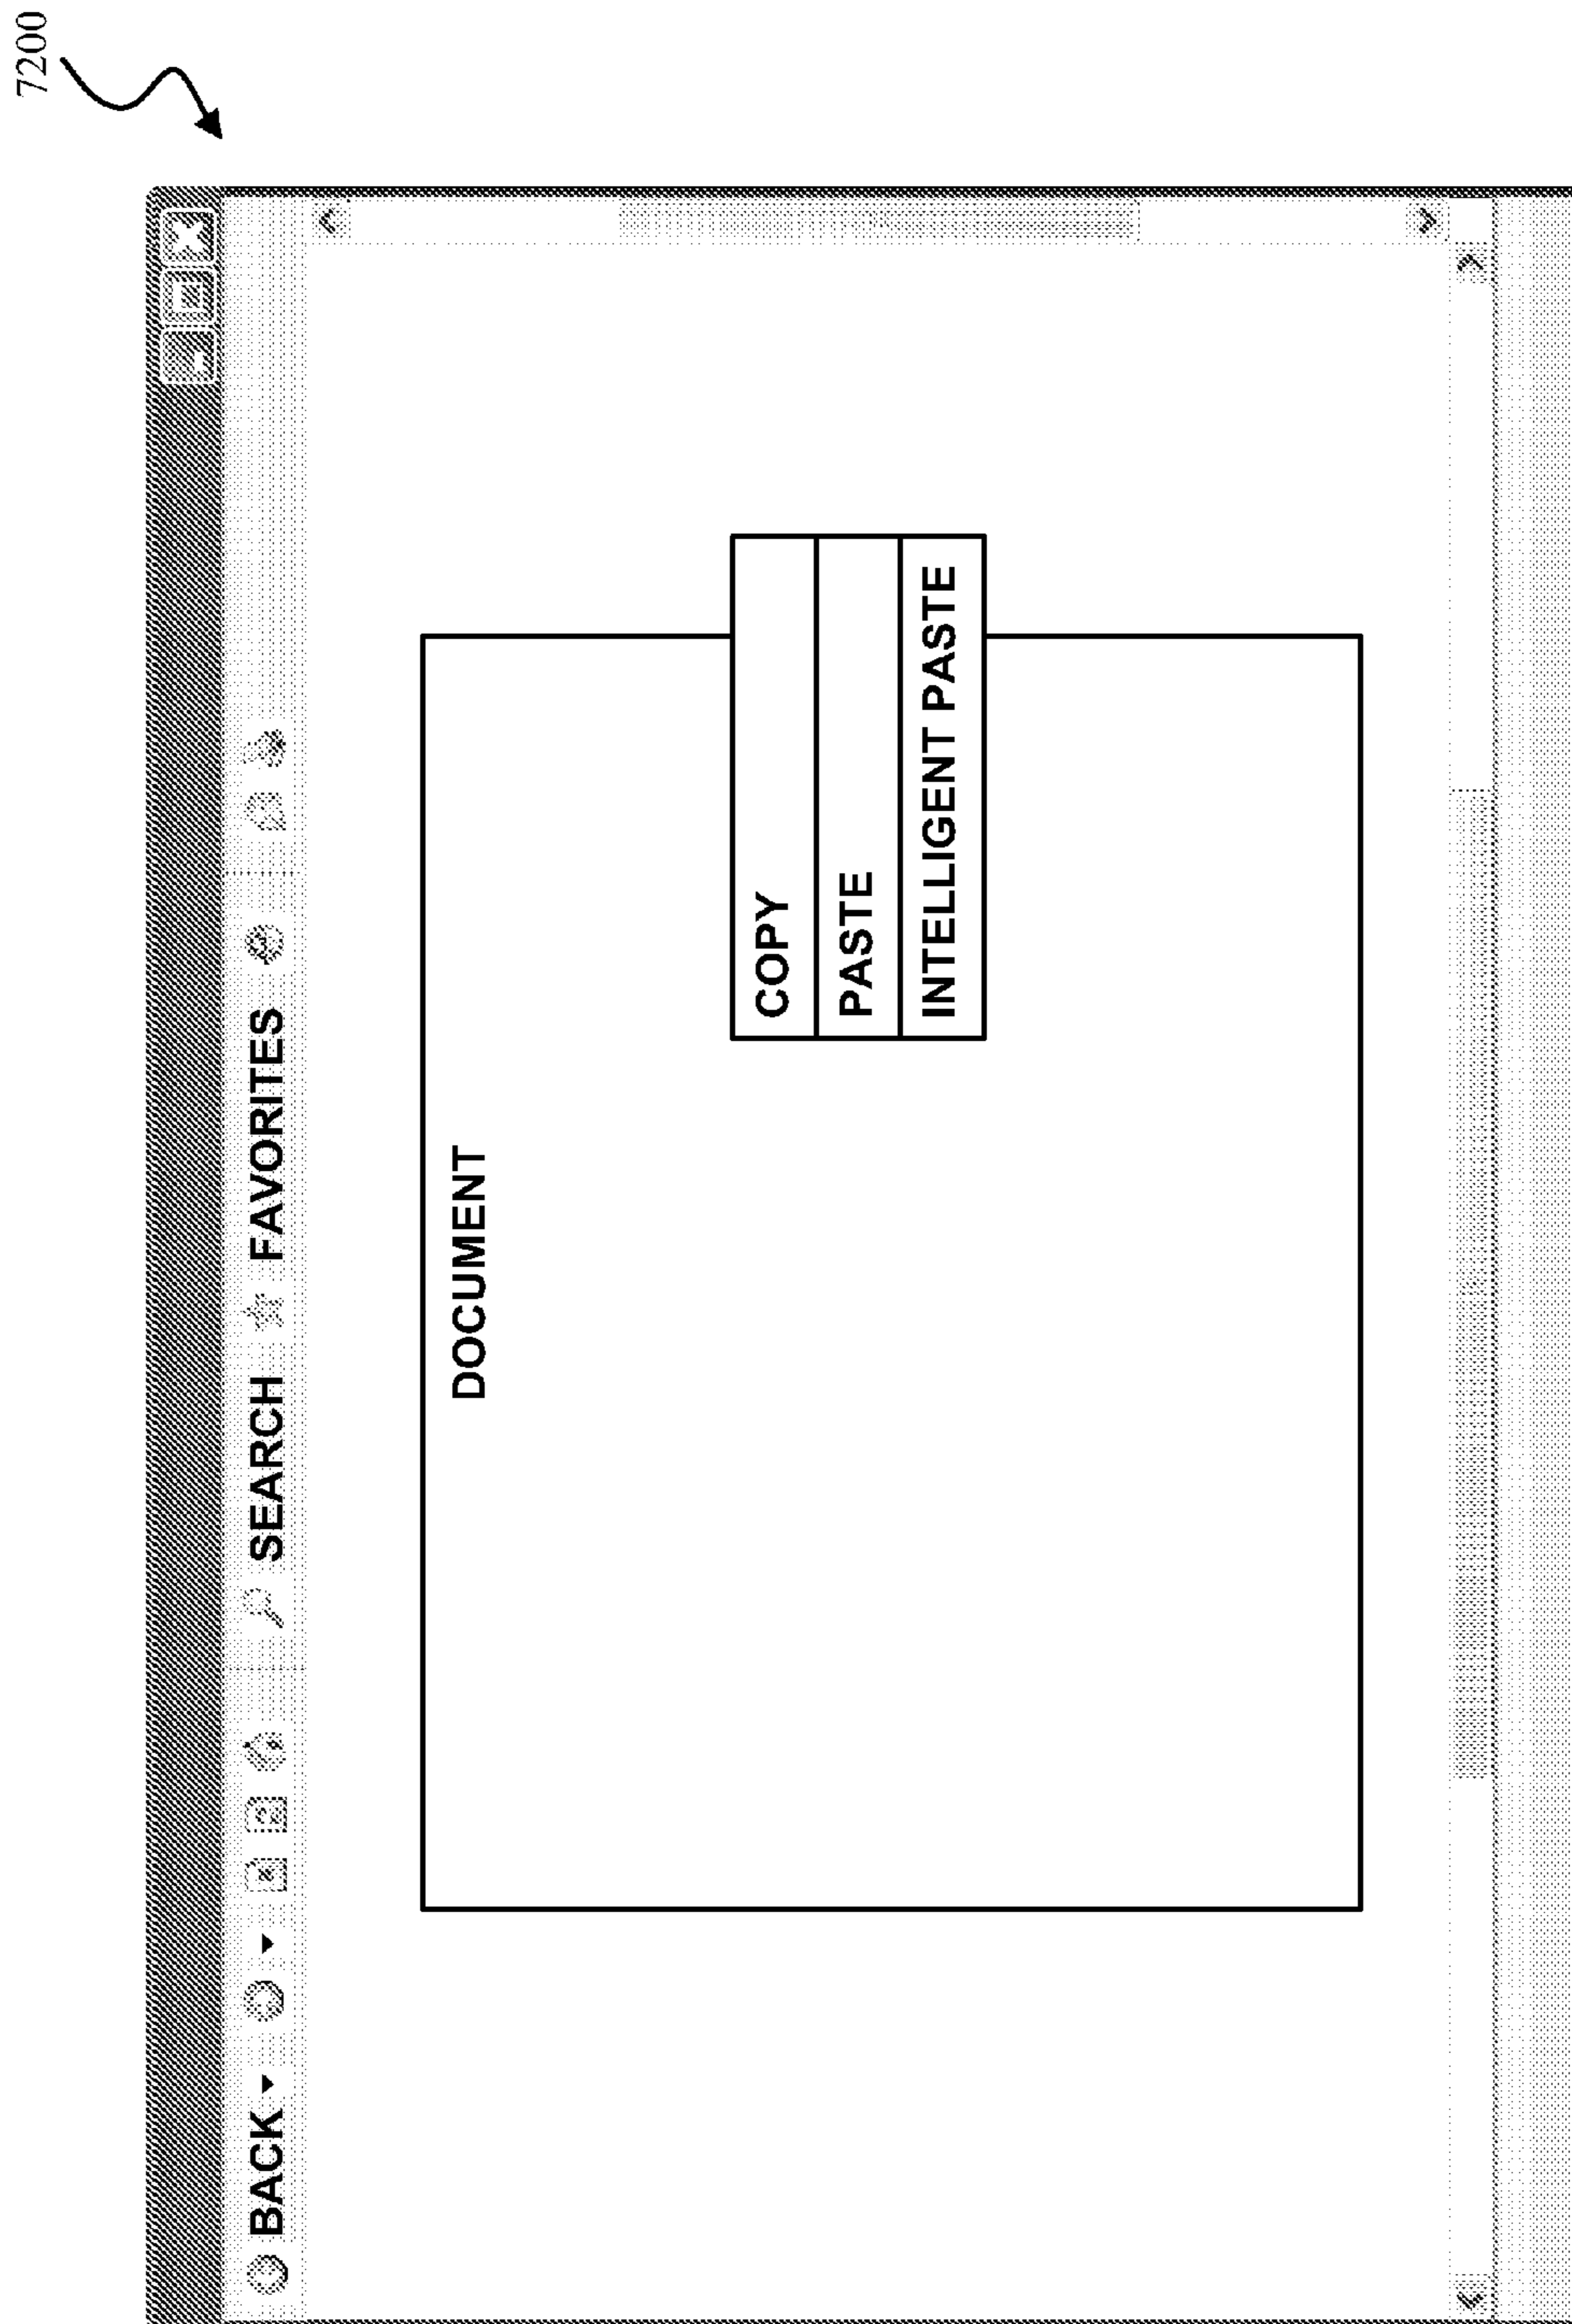 7200
BACK SEARCH FAVORITES
DOCUMENT
COPY
PASTE
INTELLIGENT PASTE